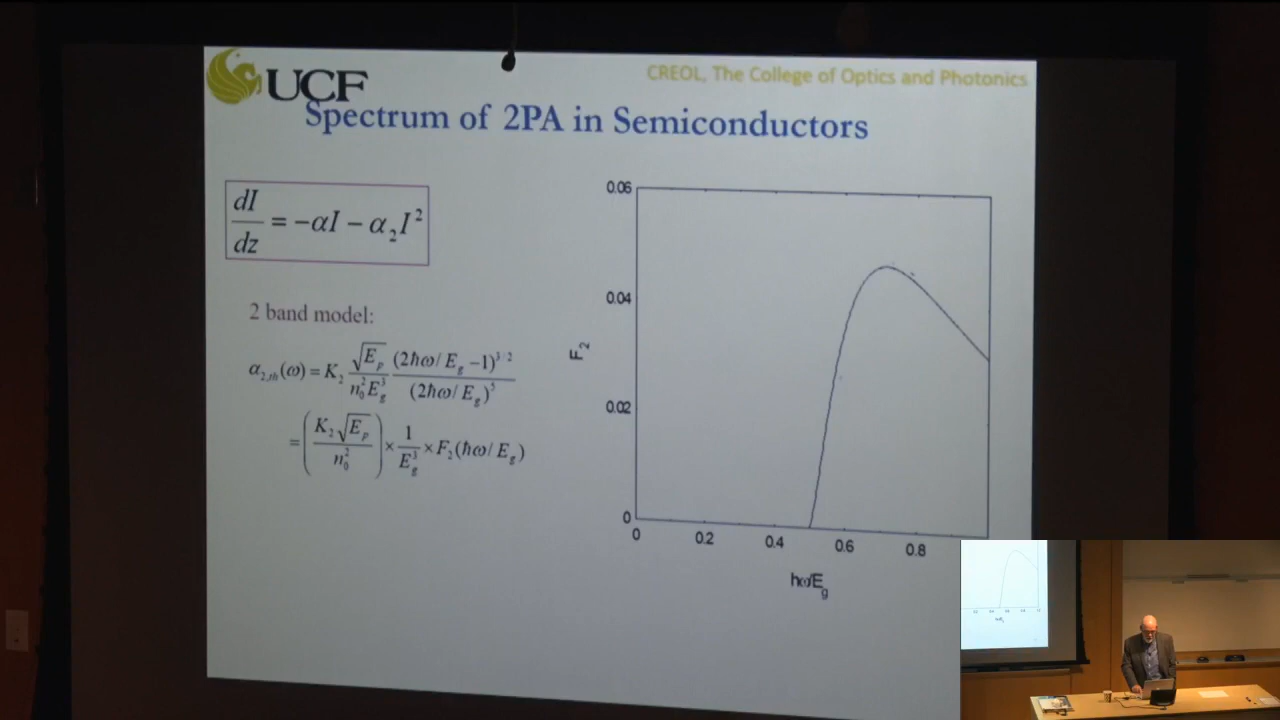 UCF
CREOL, The College of Optics and Photonics
Spectrum of 2PA in Semiconductors
dI/dz = −αI − α₂I²
2 band model:
α₂,th(ω) = K₂ √E_p / (n₀² E_g³) (2ħω/E_g −1)^3/2 / (2ħω/E_g)^5
= (K₂√E_p / n₀²) × 1/E_g³ × F₂(ħω/E_g)
0.06
0.04
F₂
0.02
0
0 0.2 0.4 0.6 0.8
ħω/E_g